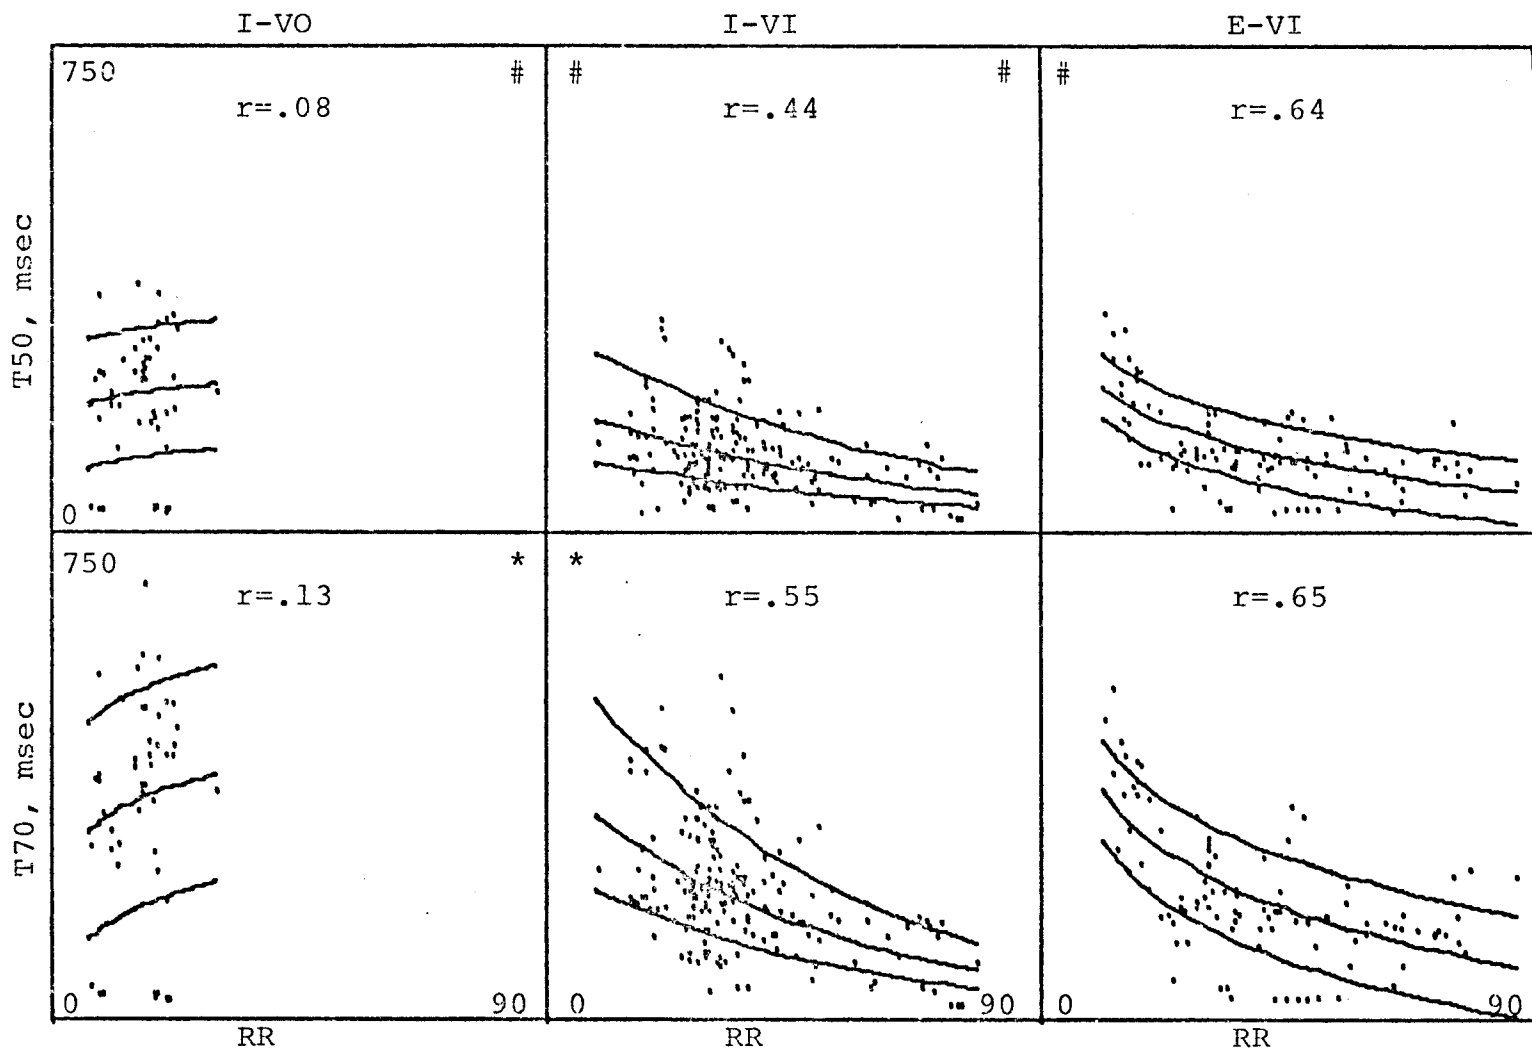 I-VO I-VI E-VI
750 # # # #
r=.08 r=.44 r=.64
T50, msec
0
750 * *
r=.13 r=.55 r=.65
T70, msec
0 90 0 90 0 90
RR RR RR